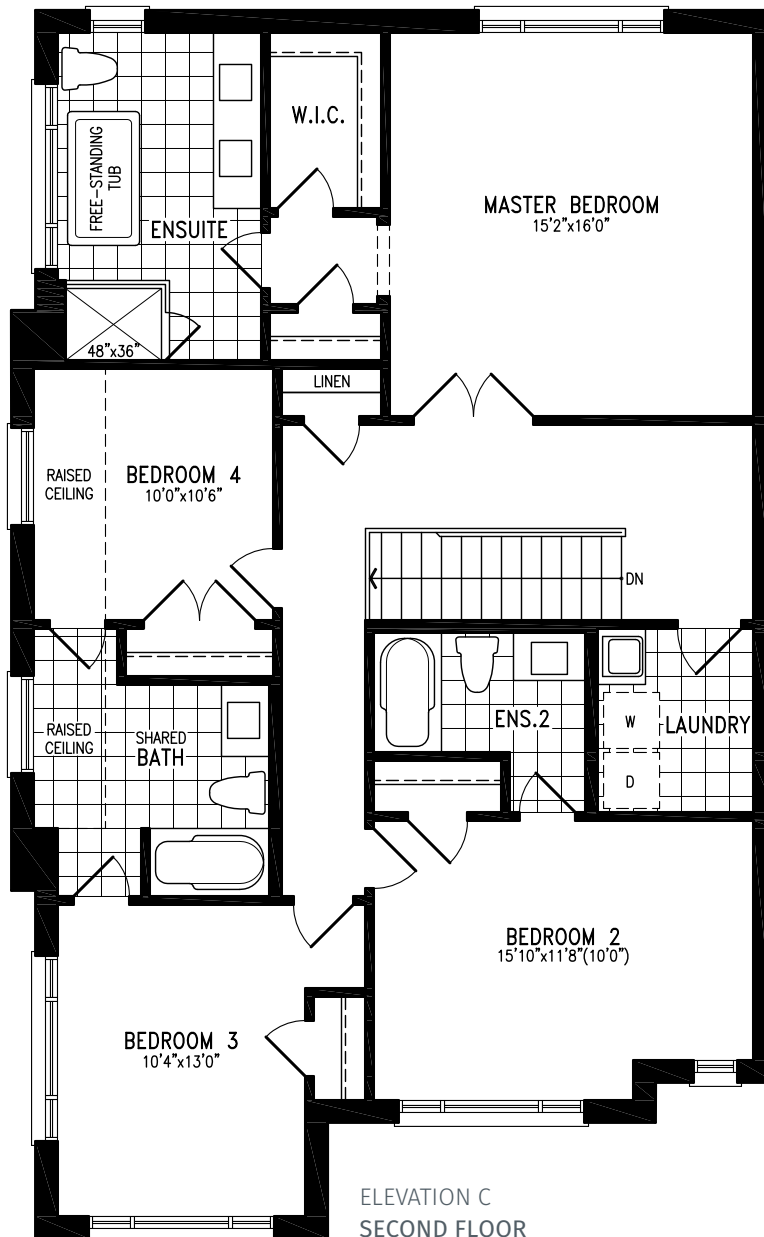 W.I.C.
MASTER BEDROOM
15'2"x16'0"
FREE-STANDING
TUB
ENSUITE
48"x36"
LINEN
RAISED
CEILING
BEDROOM 4
10'0"x10'6"
DN
RAISED
CEILING
SHARED
BATH
ENS.2
W
D
LAUNDRY
BEDROOM 2
15'10"x11'8"(10'0")
BEDROOM 3
10'4"x13'0"
ELEVATION C
SECOND FLOOR